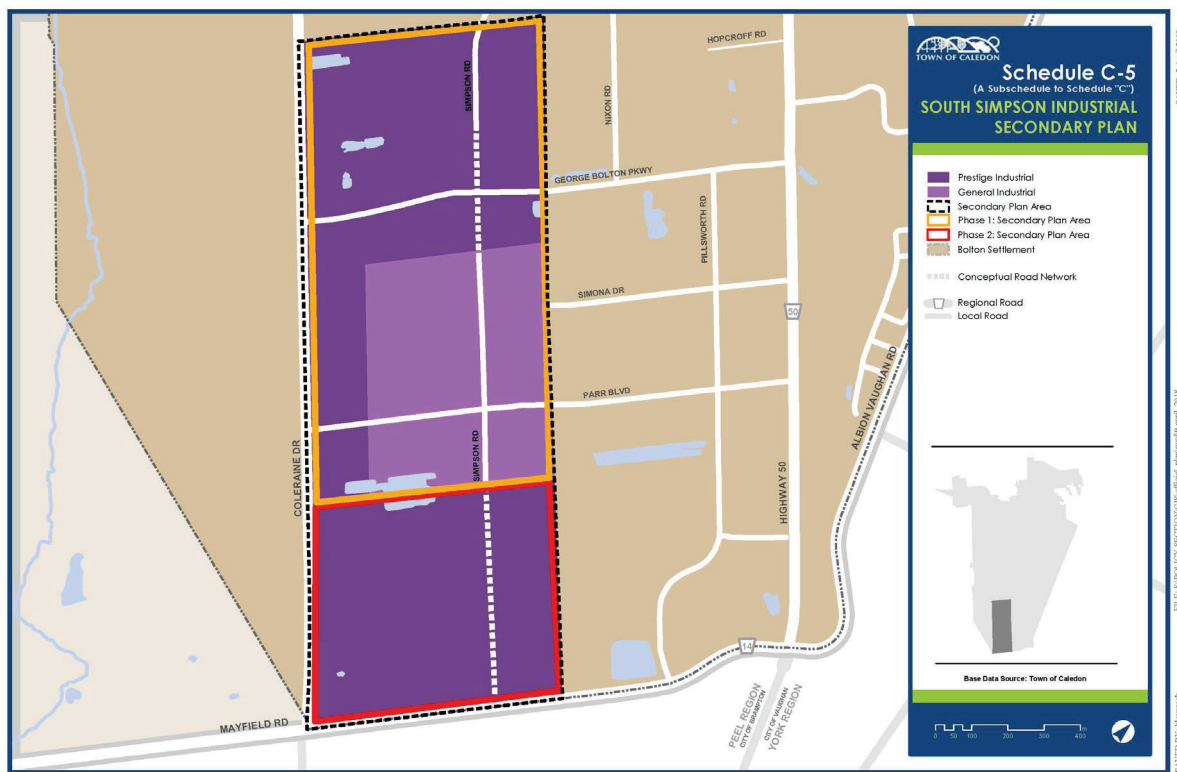 HOPCROFF RD
SIMPSON RD
NIXON RD
GEORGE BOLTON PKWY
PILLSWORTH RD
SIMONA DR
50
PARR BLVD
ALBION VAUGHAN RD
COLERAINE DR
SIMPSON RD
HIGHWAY 50
14
MAYFIELD RD
PEEL REGION
CITY OF BRAMPTON
CITY OF VAUGHAN
YORK REGION
TOWN OF CALEDON
Schedule C-5
(A Subschedule to Schedule "C")
SOUTH SIMPSON INDUSTRIAL
SECONDARY PLAN
Prestige Industrial
General Industrial
Secondary Plan Area
Phase 1: Secondary Plan Area
Phase 2: Secondary Plan Area
Bolton Settlement
Conceptual Road Network
Regional Road
Local Road
Base Data Source: Town of Caledon
0 50 100 200 300 400 m